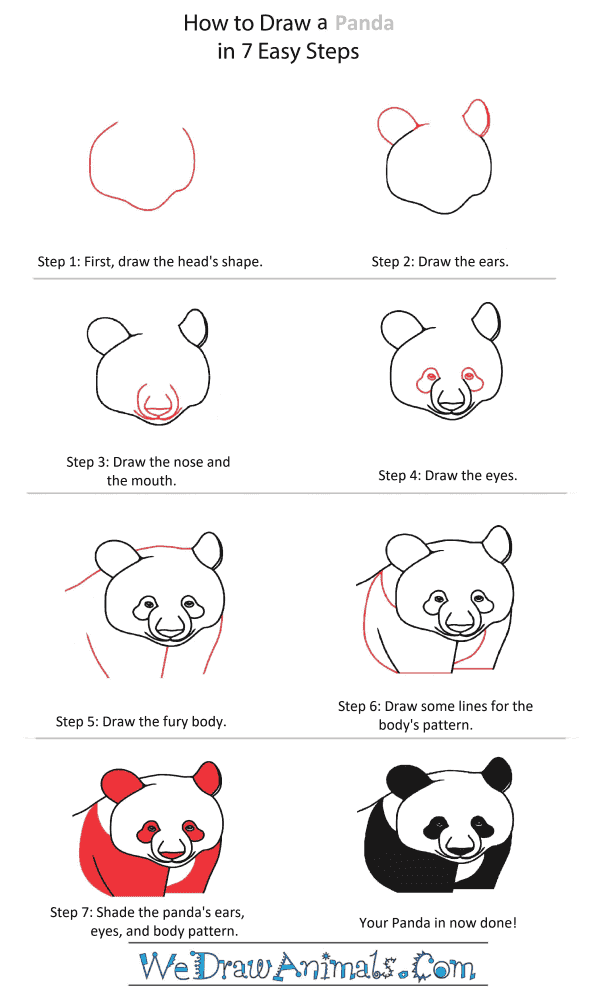 How to Draw a Panda
in 7 Easy Steps
Step 1: First, draw the head's shape.
Step 2: Draw the ears.
Step 3: Draw the nose and
the mouth.
Step 4: Draw the eyes.
Step 5: Draw the fury body.
Step 6: Draw some lines for the
body's pattern.
Step 7: Shade the panda's ears,
eyes, and body pattern.
Your Panda in now done!
WeDrawAnimals.Com